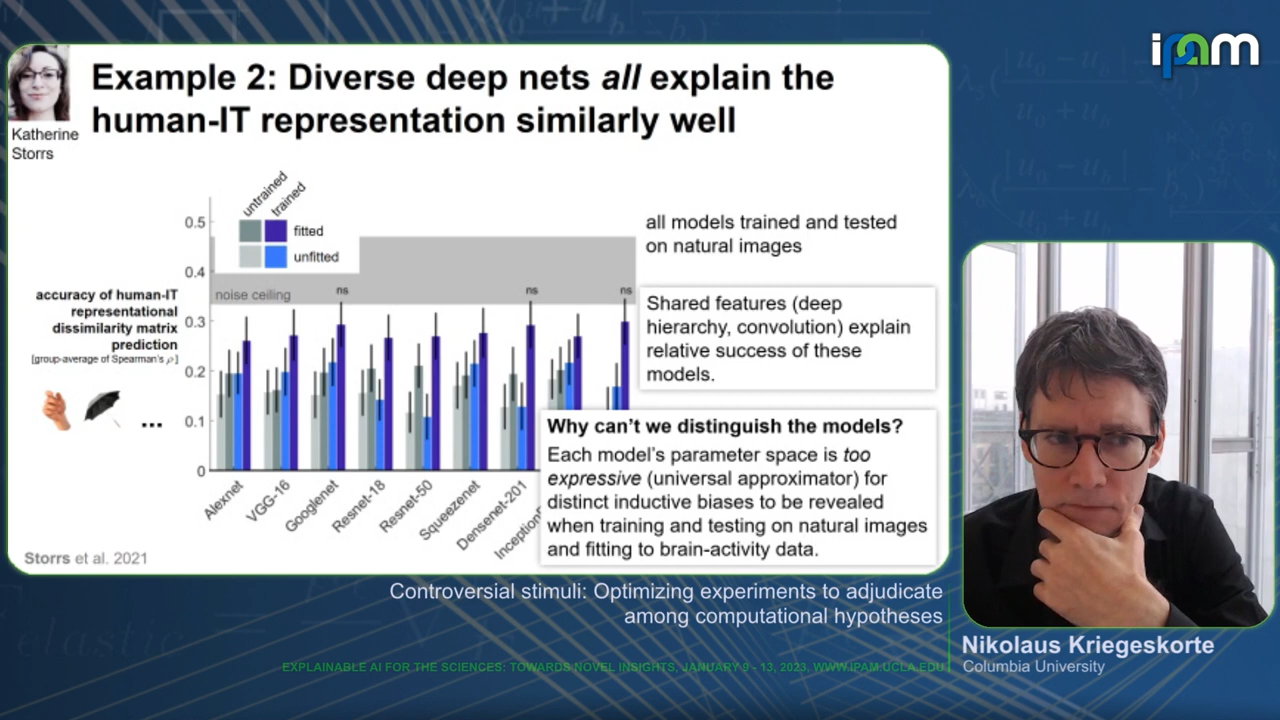 ipam
Example 2: Diverse deep nets all explain the
human-IT representation similarly well
Katherine
Storrs
untrained
trained
fitted
unfitted
0.5
0.4
0.3
0.2
0.1
0
noise ceiling
ns
ns
ns
accuracy of human-IT
representational
dissimilarity matrix
prediction
[group-average of Spearman's ρ]
...
Alexnet
VGG-16
Googlenet
Resnet-18
Resnet-50
Squeezenet
Densenet-201
all models trained and tested
on natural images
Shared features (deep
hierarchy, convolution) explain
relative success of these
models.
Why can't we distinguish the models?
Each model's parameter space is too
expressive (universal approximator) for
distinct inductive biases to be revealed
when training and testing on natural images
and fitting to brain-activity data.
Storrs et al. 2021
Controversial stimuli: Optimizing experiments to adjudicate
among computational hypotheses
Nikolaus Kriegeskorte
Columbia University
EXPLAINABLE AI FOR THE SCIENCES: TOWARDS NOVEL INSIGHTS, JANUARY 9 - 13, 2023, WWW.IPAM.UCLA.EDU
elastic